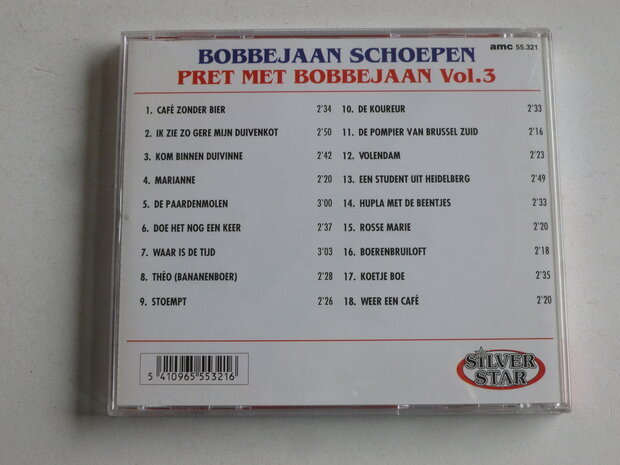 BOBBEJAAN SCHOEPEN
amc 55.321
PRET MET BOBBEJAAN Vol.3
1. CAFÉ ZONDER BIER 2'34
2. IK ZIE ZO GERE MIJN DUIVENKOT 2'50
3. KOM BINNEN DUIVINNE 2'42
4. MARIANNE 2'20
5. DE PAARDENMOLEN 3'00
6. DOE HET NOG EEN KEER 2'37
7. WAAR IS DE TIJD 3'03
8. THÉO (BANANENBOER) 2'28
9. STOEMPT 2'26
10. DE KOUREUR 2'33
11. DE POMPIER VAN BRUSSEL ZUID 2'16
12. VOLENDAM 2'23
13. EEN STUDENT UIT HEIDELBERG 2'49
14. HUPLA MET DE BEENTJES 2'33
15. ROSSE MARIE 2'20
16. BOERENBRUILOFT 2'18
17. KOETJE BOE 2'35
18. WEER EEN CAFÉ 2'20
5 410965 553216
SILVER
STAR